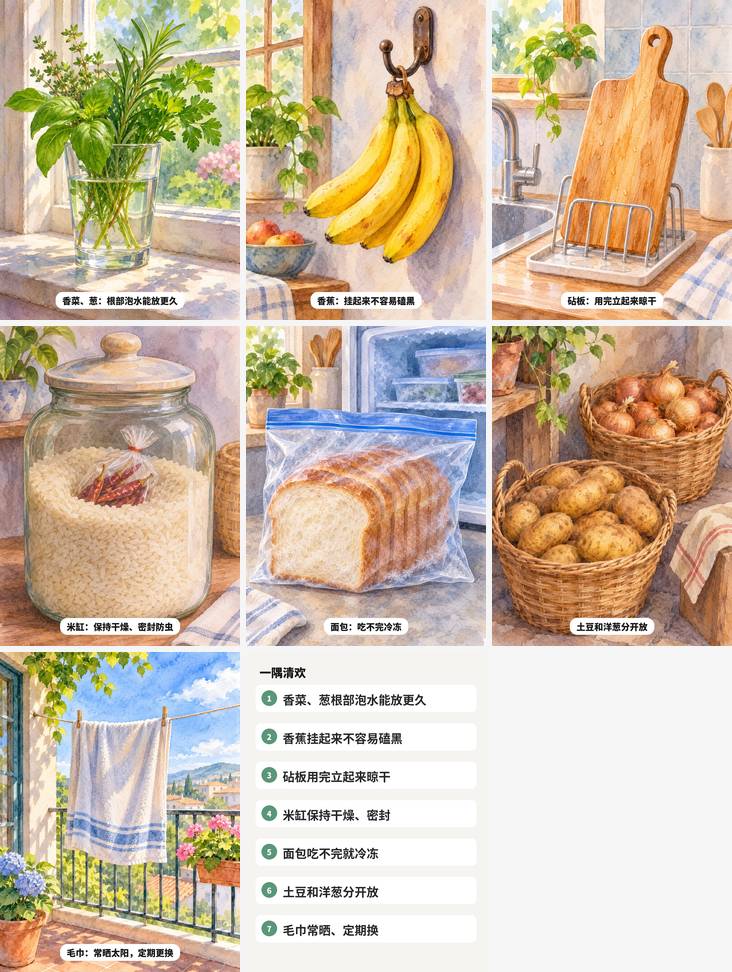 香菜、葱：根部泡水能放更久
香蕉：挂起来不容易磕黑
砧板：用完立起来晾干
米缸：保持干燥、密封防虫
面包：吃不完冷冻
土豆和洋葱分开放
毛巾：常晒太阳，定期更换
一隅清欢
1 香菜、葱根部泡水能放更久
2 香蕉挂起来不容易磕黑
3 砧板用完立起来晾干
4 米缸保持干燥、密封
5 面包吃不完就冷冻
6 土豆和洋葱分开放
7 毛巾常晒、定期换